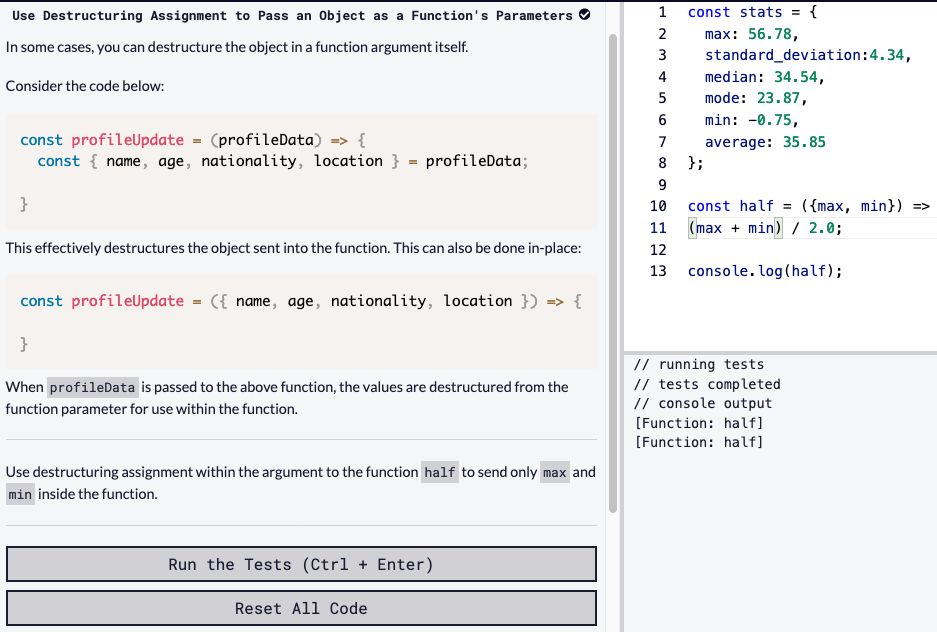 Use Destructuring Assignment to Pass an Object as a Function's Parameters
In some cases, you can destructure the object in a function argument itself.
Consider the code below:
const profileUpdate = (profileData) => {
  const { name, age, nationality, location } = profileData;
}
This effectively destructures the object sent into the function. This can also be done in-place:
const profileUpdate = ({ name, age, nationality, location }) => {
}
When profileData is passed to the above function, the values are destructured from the
function parameter for use within the function.
Use destructuring assignment within the argument to the function half to send only max and
min inside the function.
Run the Tests (Ctrl + Enter)
Reset All Code
1 const stats = {
2   max: 56.78,
3   standard_deviation:4.34,
4   median: 34.54,
5   mode: 23.87,
6   min: -0.75,
7   average: 35.85
8 };
9
10 const half = ({max, min}) =>
11 (max + min) / 2.0;
12
13 console.log(half);
// running tests
// tests completed
// console output
[Function: half]
[Function: half]